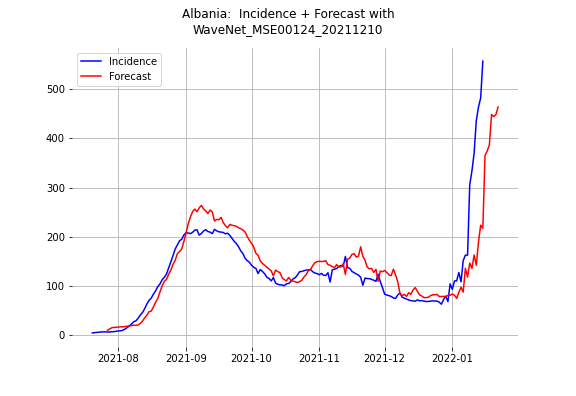 Albania:  Incidence + Forecast with
WaveNet_MSE00124_20211210
Incidence
Forecast
500
400
300
200
100
0
2021-08 2021-09 2021-10 2021-11 2021-12 2022-01